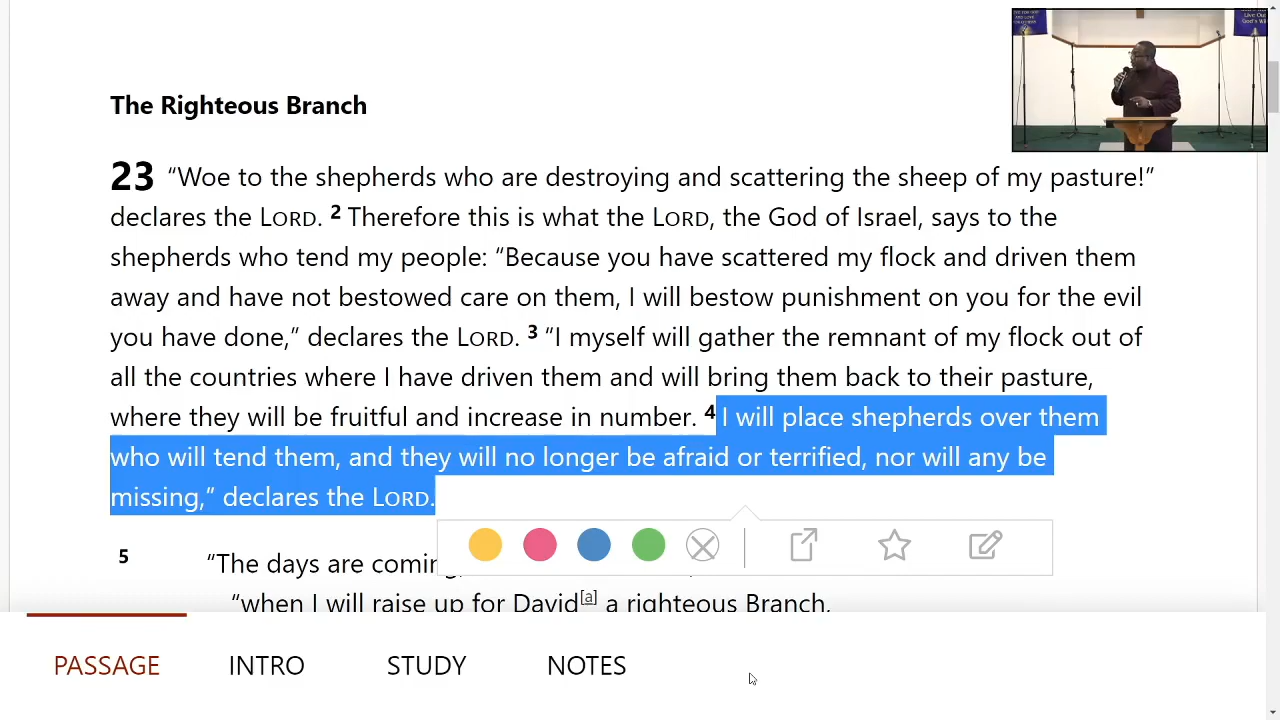 The Righteous Branch
23 “Woe to the shepherds who are destroying and scattering the sheep of my pasture!”
declares the LORD. 2 Therefore this is what the LORD, the God of Israel, says to the
shepherds who tend my people: “Because you have scattered my flock and driven them
away and have not bestowed care on them, I will bestow punishment on you for the evil
you have done,” declares the LORD. 3 “I myself will gather the remnant of my flock out of
all the countries where I have driven them and will bring them back to their pasture,
where they will be fruitful and increase in number. 4 I will place shepherds over them
who will tend them, and they will no longer be afraid or terrified, nor will any be
missing,” declares the LORD.
5 “The days are coming,
“when I will raise up for David[a] a righteous Branch,
PASSAGE INTRO STUDY NOTES
Live Out
God's